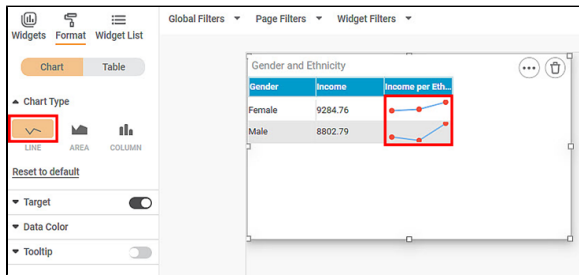 Widgets Format Widget List
Global Filters Page Filters Widget Filters
Chart Table
Chart Type
LINE AREA COLUMN
Reset to default
Target
Data Color
Tooltip
Gender and Ethnicity
Gender Income Income per Eth...
Female 9284.76
Male 8802.79